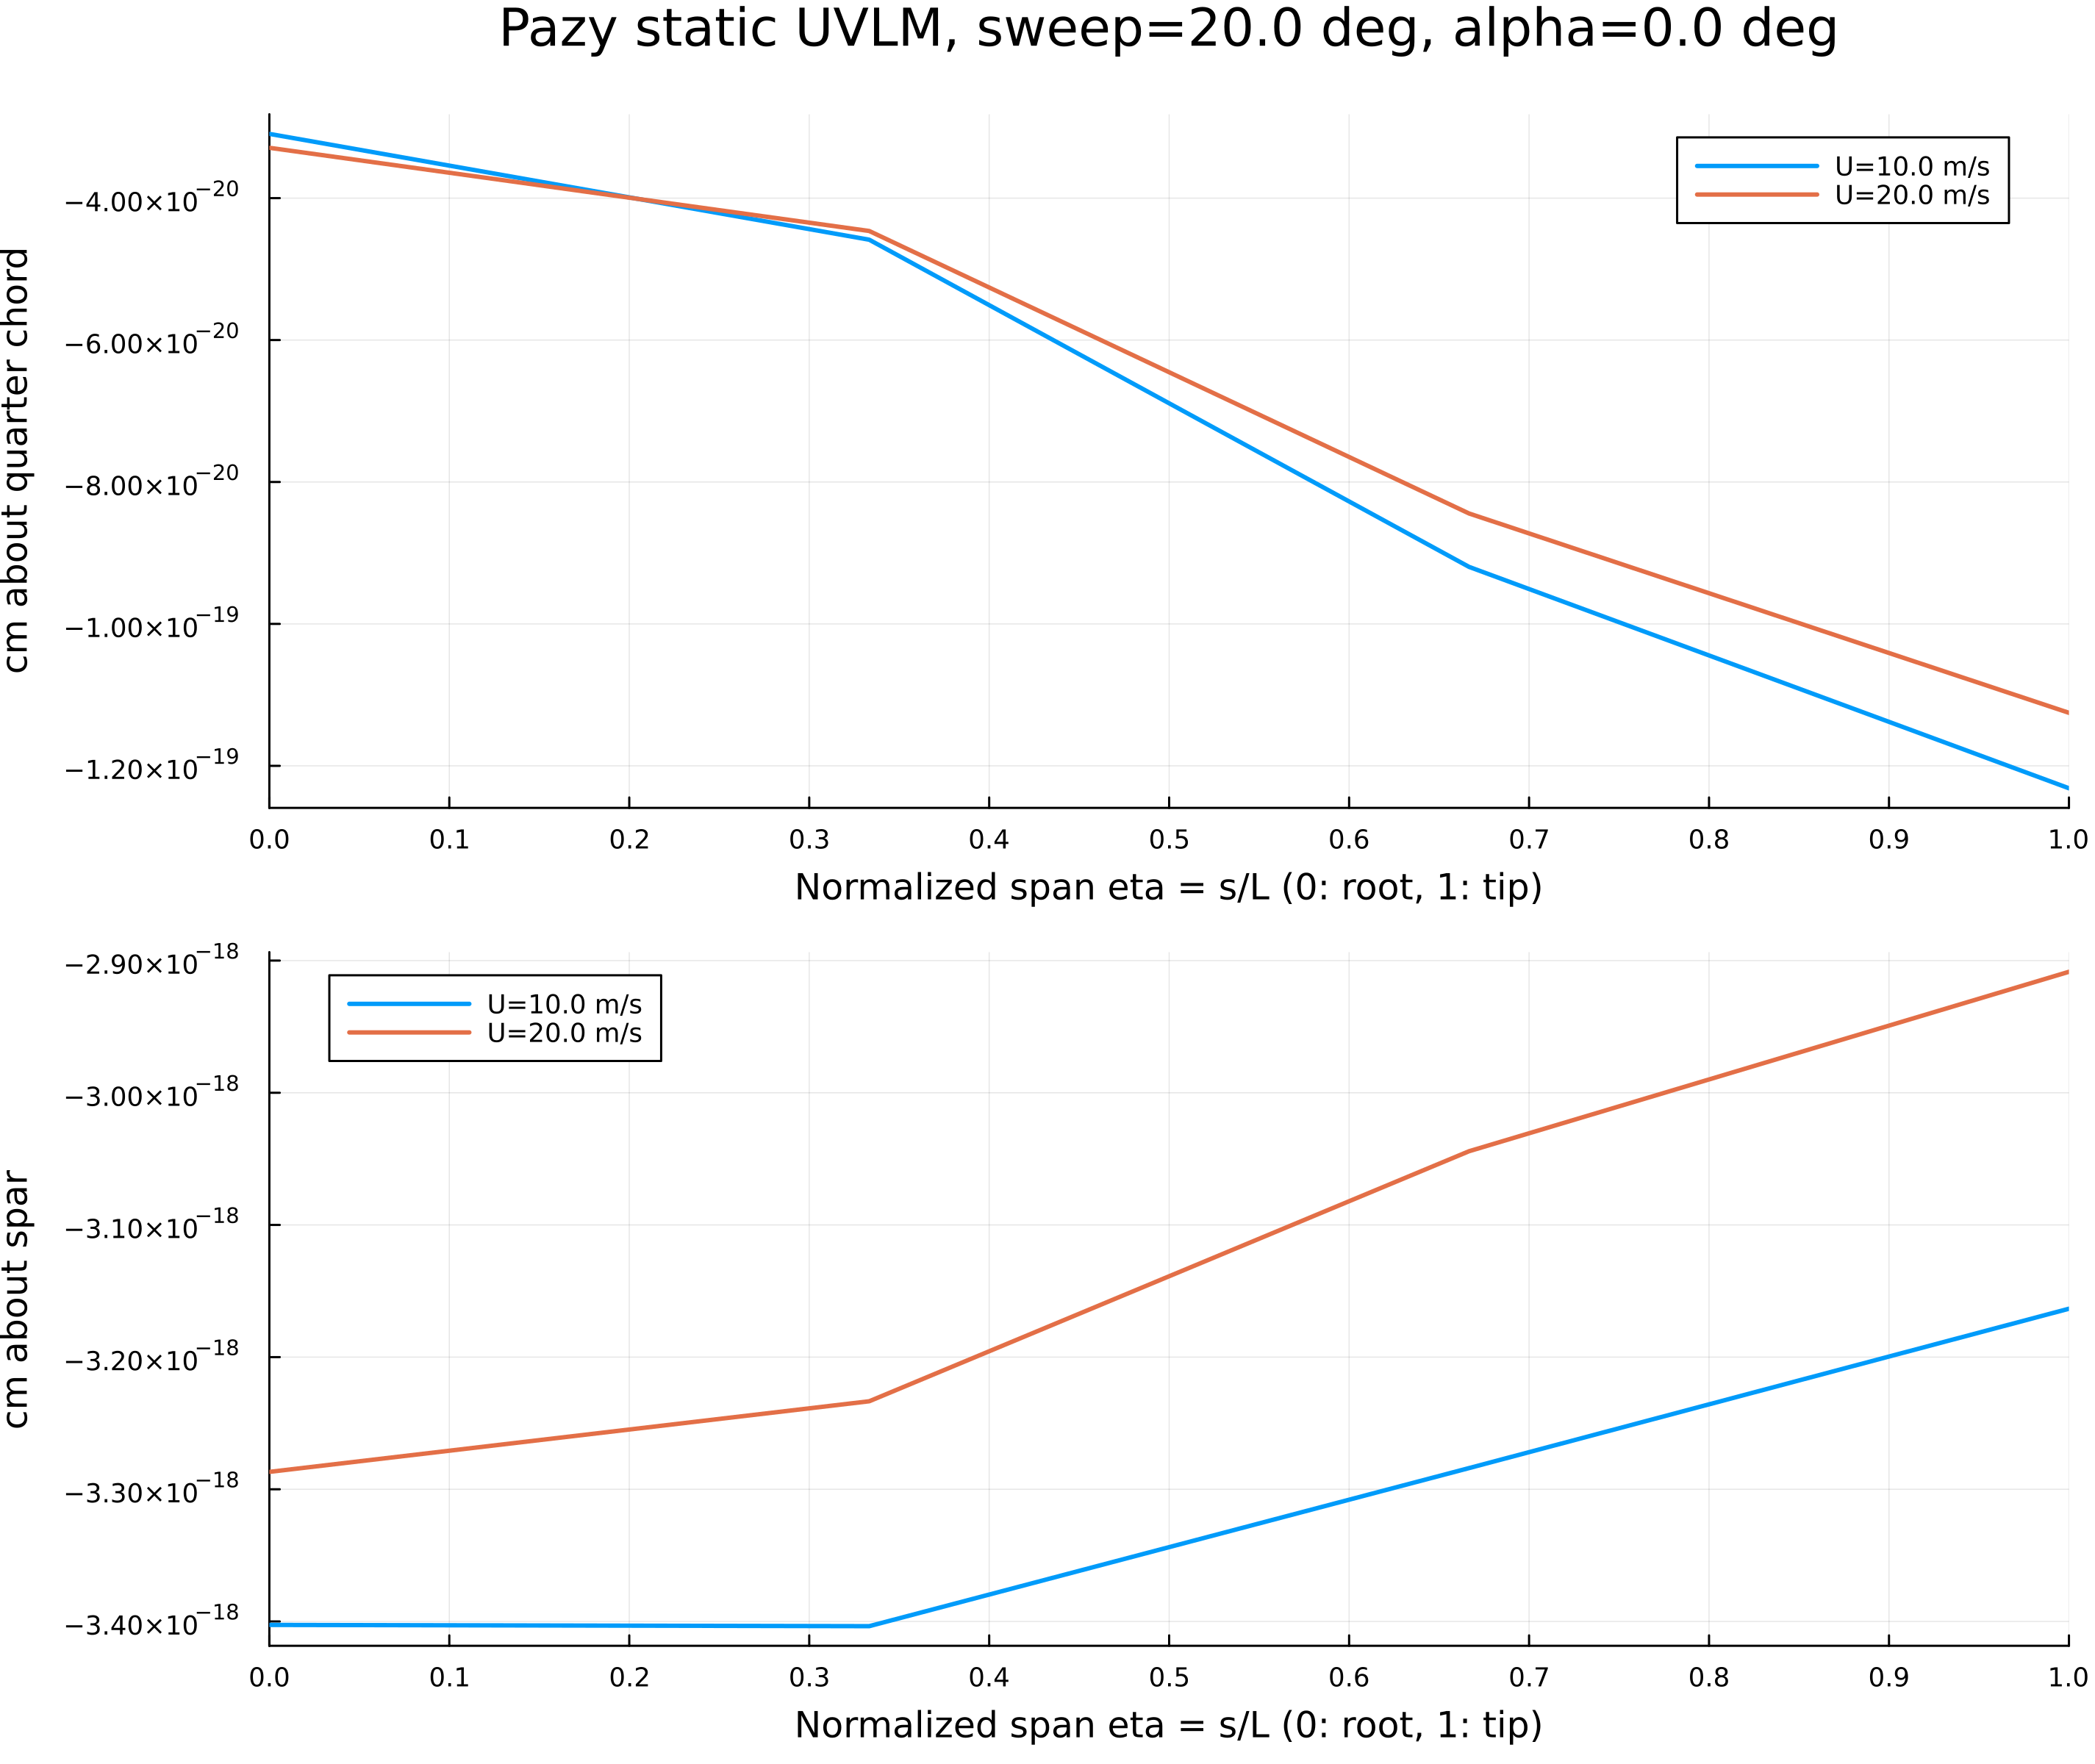 Pazy static UVLM, sweep=20.0 deg, alpha=0.0 deg
cm about quarter chord
−4.00×10⁻²⁰
−6.00×10⁻²⁰
−8.00×10⁻²⁰
−1.00×10⁻¹⁹
−1.20×10⁻¹⁹
U=10.0 m/s
U=20.0 m/s
0.0 0.1 0.2 0.3 0.4 0.5 0.6 0.7 0.8 0.9 1.0
Normalized span eta = s/L (0: root, 1: tip)
cm about spar
−2.90×10⁻¹⁸
−3.00×10⁻¹⁸
−3.10×10⁻¹⁸
−3.20×10⁻¹⁸
−3.30×10⁻¹⁸
−3.40×10⁻¹⁸
U=10.0 m/s
U=20.0 m/s
0.0 0.1 0.2 0.3 0.4 0.5 0.6 0.7 0.8 0.9 1.0
Normalized span eta = s/L (0: root, 1: tip)